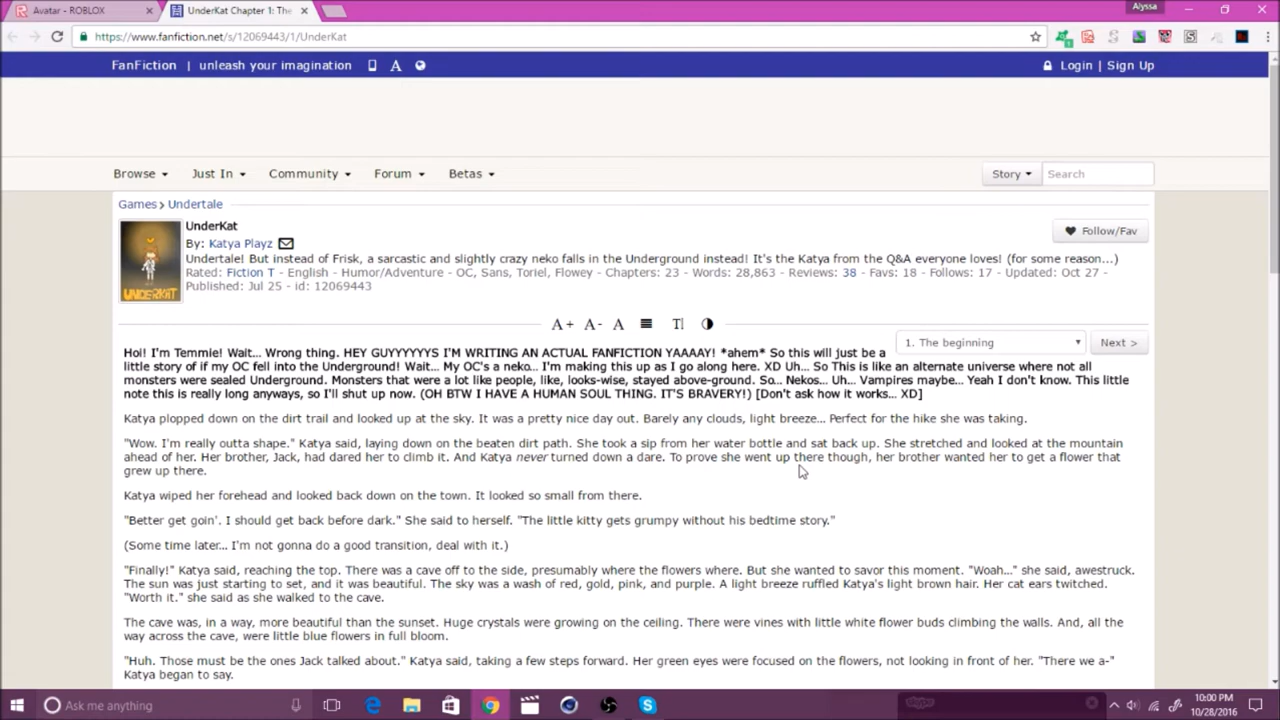 Avatar - ROBLOX
UnderKat Chapter 1: The
Alyssa
https://www.fanfiction.net/s/12069443/1/UnderKat
FanFiction | unleash your imagination
Login | Sign Up
Browse Just In Community Forum Betas
Story Search
Games > Undertale
UnderKat
By: Katya Playz
Follow/Fav
Undertale! But instead of Frisk, a sarcastic and slightly crazy neko falls in the Underground instead! It's the Katya from the Q&A everyone loves! (for some reason...)
Rated: Fiction T - English - Humor/Adventure - OC, Sans, Toriel, Flowey - Chapters: 23 - Words: 28,863 - Reviews: 38 - Favs: 18 - Follows: 17 - Updated: Oct 27 -
Published: Jul 25 - id: 12069443
UNDERKAT
A+ A- A
1. The beginning
Next >
Hoi! I'm Temmie! Wait... Wrong thing. HEY GUYYYYYYS I'M WRITING AN ACTUAL FANFICTION YAAAAY! *ahem* So this will just be a
little story of if my OC fell into the Underground! Wait... My OC's a neko... I'm making this up as I go along here. XD Uh... So This is like an alternate universe where not all
monsters were sealed Underground. Monsters that were a lot like people, like, looks-wise, stayed above-ground. So... Nekos... Uh... Vampires maybe... Yeah I don't know. This little
note this is really long anyways, so I'll shut up now. (OH BTW I HAVE A HUMAN SOUL THING. IT'S BRAVERY!) [Don't ask how it works... XD]
Katya plopped down on the dirt trail and looked up at the sky. It was a pretty nice day out. Barely any clouds, light breeze... Perfect for the hike she was taking.
"Wow. I'm really outta shape." Katya said, laying down on the beaten dirt path. She took a sip from her water bottle and sat back up. She stretched and looked at the mountain
ahead of her. Her brother, Jack, had dared her to climb it. And Katya never turned down a dare. To prove she went up there though, her brother wanted her to get a flower that
grew up there.
Katya wiped her forehead and looked back down on the town. It looked so small from there.
"Better get goin'. I should get back before dark." She said to herself. "The little kitty gets grumpy without his bedtime story."
(Some time later... I'm not gonna do a good transition, deal with it.)
"Finally!" Katya said, reaching the top. There was a cave off to the side, presumably where the flowers where. But she wanted to savor this moment. "Woah..." she said, awestruck.
The sun was just starting to set, and it was beautiful. The sky was a wash of red, gold, pink, and purple. A light breeze ruffled Katya's light brown hair. Her cat ears twitched.
"Worth it." she said as she walked to the cave.
The cave was, in a way, more beautiful than the sunset. Huge crystals were growing on the ceiling. There were vines with little white flower buds climbing the walls. And, all the
way across the cave, were little blue flowers in full bloom.
"Huh. Those must be the ones Jack talked about." Katya said, taking a few steps forward. Her green eyes were focused on the flowers, not looking in front of her. "There we a-"
Katya began to say.
Ask me anything
10:00 PM
10/28/2016